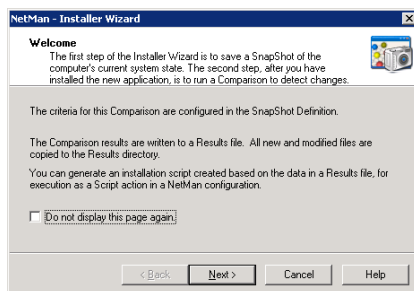 NetMan - Installer Wizard
Welcome
The first step of the Installer Wizard is to save a SnapShot of the
computer's current system state. The second step, after you have
installed the new application, is to run a Comparison to detect changes.
The criteria for this Comparison are configured in the SnapShot Definition.
The Comparison results are written to a Results file. All new and modified files are
copied to the Results directory.
You can generate an installation script created based on the data in a Results file, for
execution as a Script action in a NetMan configuration.
Do not display this page again.
< Back
Next >
Cancel
Help